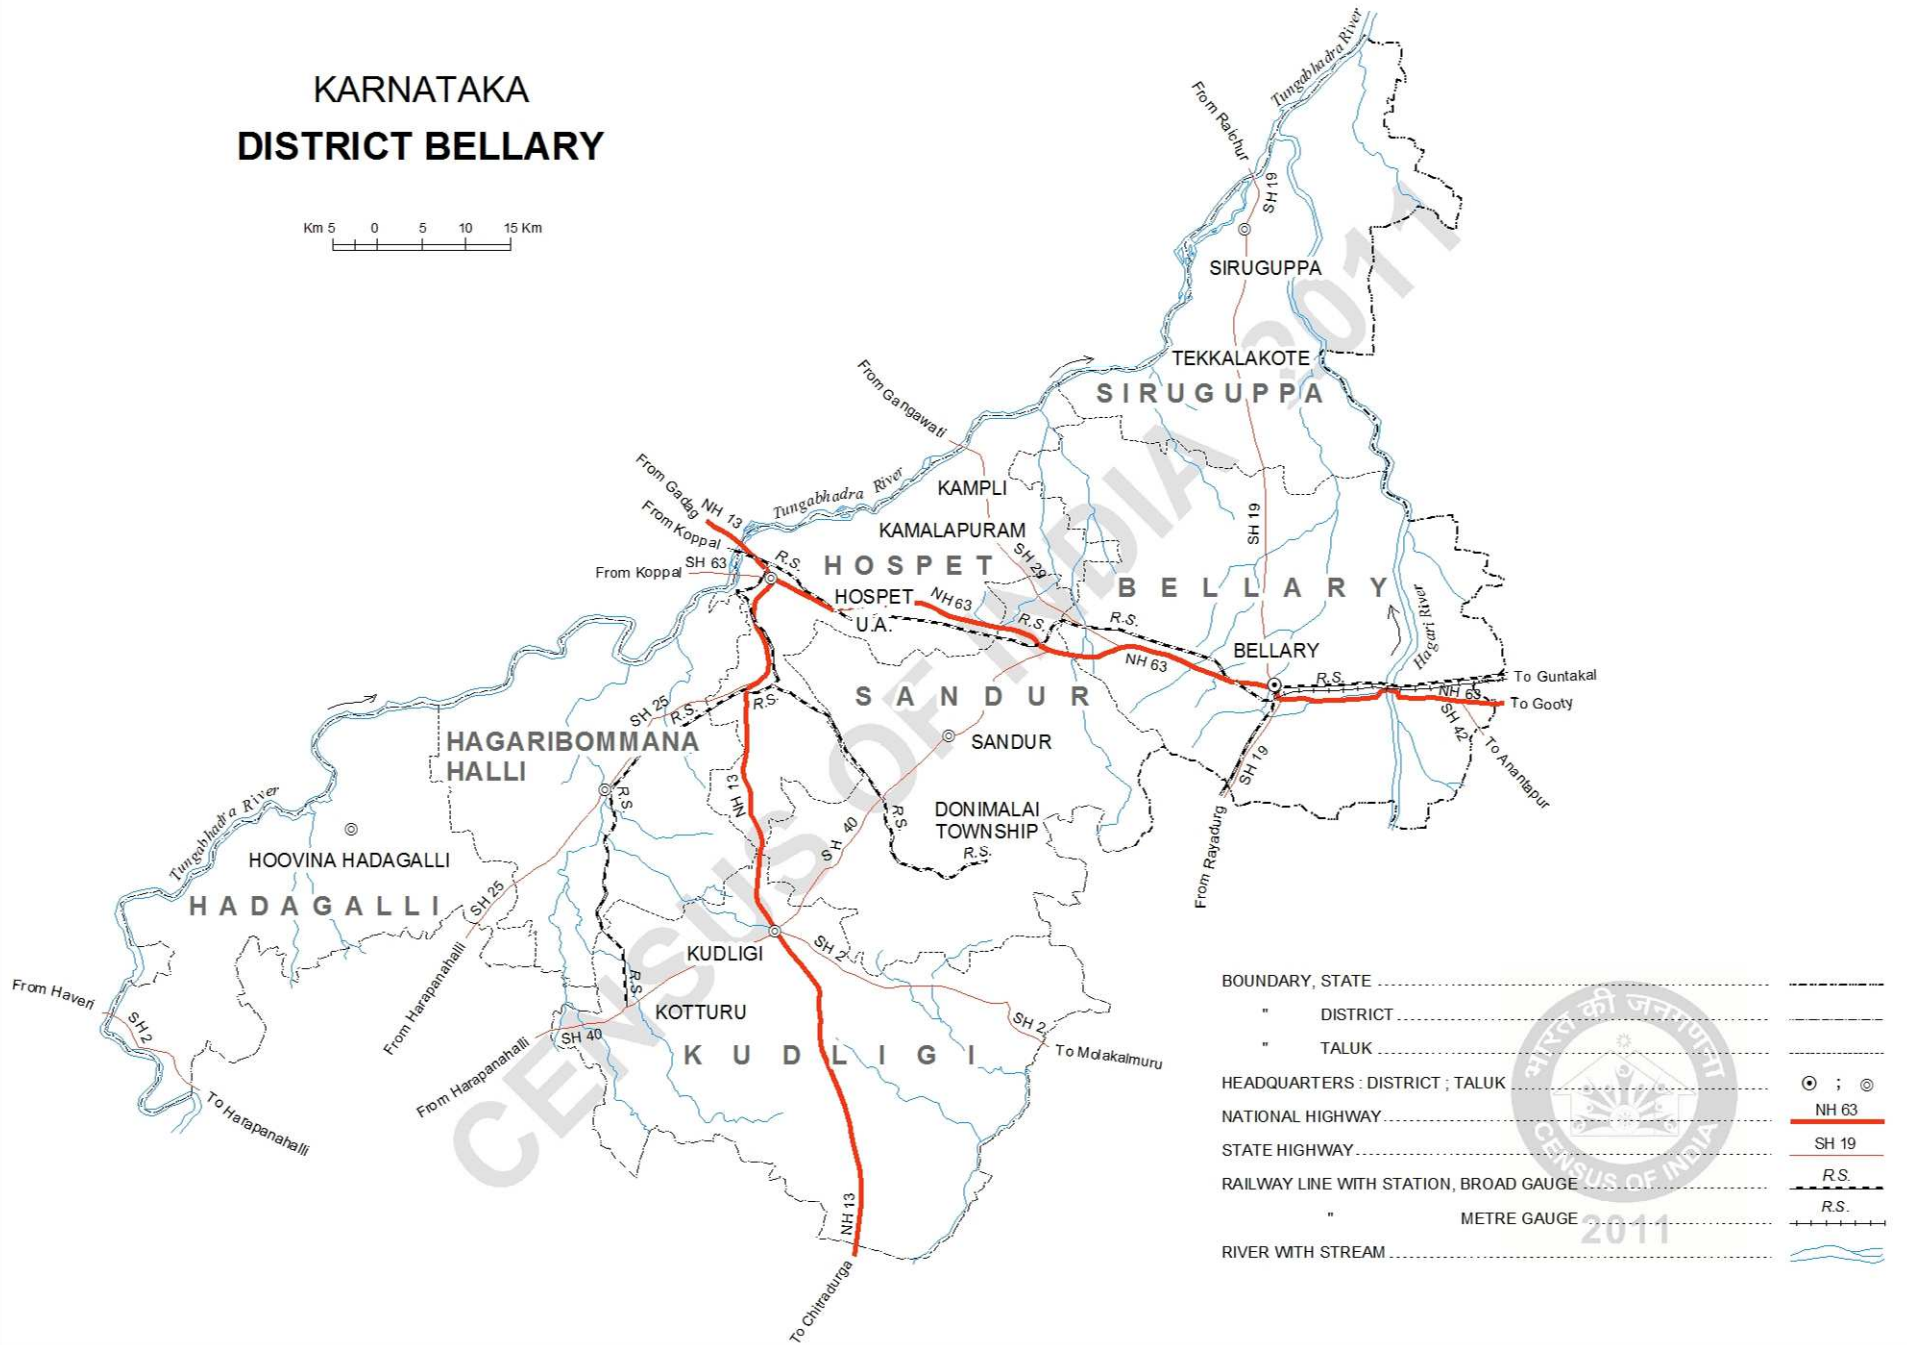 KARNATAKA
DISTRICT BELLARY
Km 5 0 5 10 15 Km
Tungabhadra River
From Raichur
SH19
SIRUGUPPA
TEKKALAKOTE
SIRUGUPPA
From Gangawati
From Gadag
NH 13
From Koppal
Tungabhadra River
KAMPLI
KAMALAPURAM
SH 19
From Koppal
SH 63
R.S.
HOSPET
SH 29
BELLARY
HOSPET
U.A.
NH 63
R.S.
R.S.
Hagari River
BELLARY
NH 63
R.S.
To Guntakal
NH 63
To Gooty
SH 42
To Anantapur
SH 19
From Rayadurg
SANDUR
SANDUR
SH 25
R.S.
R.S.
HAGARIBOMMANA
HALLI
R.S
NH 13
DONIMALAI
TOWNSHIP
R.S.
R.S.
SH 40
Tungabhadra River
HOOVINA HADAGALLI
HADAGALLI
SH 25
From Harapanahalli
KUDLIGI
SH 2
R.S
KOTTURU
SH 40
From Harapanahalli
KUDLIGI
SH 2
To Molakalmuru
From Haveri
SH 2
To Harapanahalli
NH 13
To Chitradurga
CENSUS OF INDIA 2011
BOUNDARY, STATE
" DISTRICT
" TALUK
HEADQUARTERS : DISTRICT ; TALUK ;
NATIONAL HIGHWAY NH 63
STATE HIGHWAY SH 19
RAILWAY LINE WITH STATION, BROAD GAUGE R.S.
" METRE GAUGE R.S.
RIVER WITH STREAM
भारत की जनगणना
CENSUS OF INDIA
2011